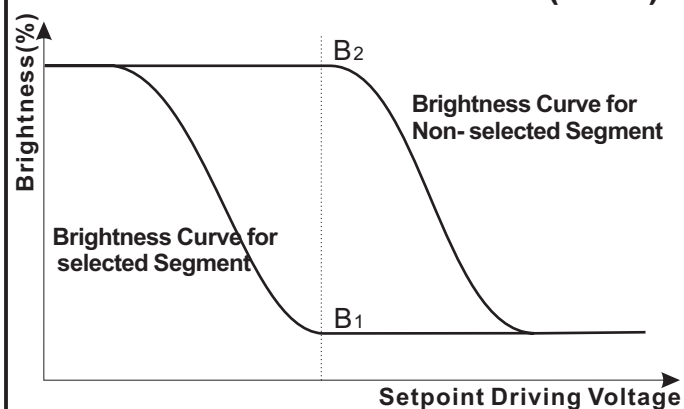 B2
Brightness Curve for
Non- selected Segment
Brightness(%)
Brightness Curve for
selected Segment
B1
Setpoint Driving Voltage